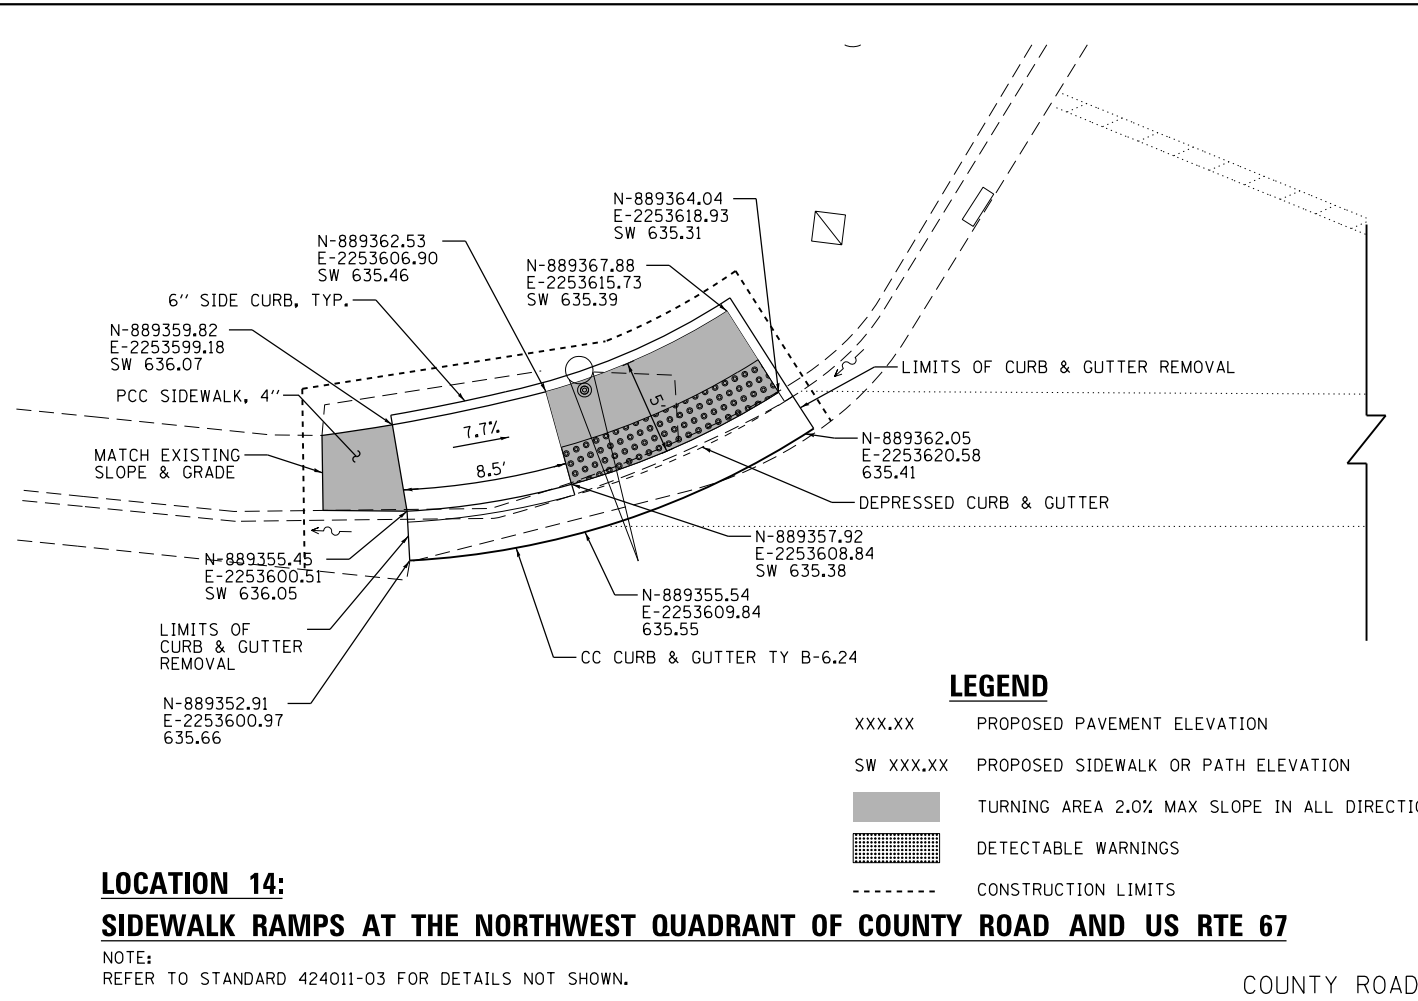 N-889364.04
E-2253618.93
SW 635.31
N-889362.53
E-2253606.90
SW 635.46
N-889367.88
E-2253615.73
SW 635.39
6'' SIDE CURB, TYP.
N-889359.82
E-2253599.18
SW 636.07
PCC SIDEWALK, 4''
LIMITS OF CURB & GUTTER REMOVAL
5'
7.7%
8.5'
MATCH EXISTING
SLOPE & GRADE
N-889362.05
E-2253620.58
635.41
DEPRESSED CURB & GUTTER
N-889357.92
E-2253608.84
SW 635.38
N-889355.45
E-2253600.51
SW 636.05
N-889355.54
E-2253609.84
635.55
LIMITS OF
CURB & GUTTER
REMOVAL
CC CURB & GUTTER TY B-6.24
N-889352.91
E-2253600.97
635.66
LEGEND
XXX.XX PROPOSED PAVEMENT ELEVATION
SW XXX.XX PROPOSED SIDEWALK OR PATH ELEVATION
TURNING AREA 2.0% MAX SLOPE IN ALL DIRECTIO
DETECTABLE WARNINGS
CONSTRUCTION LIMITS
LOCATION 14:
SIDEWALK RAMPS AT THE NORTHWEST QUADRANT OF COUNTY ROAD AND US RTE 67
NOTE:
REFER TO STANDARD 424011-03 FOR DETAILS NOT SHOWN.
COUNTY ROAD